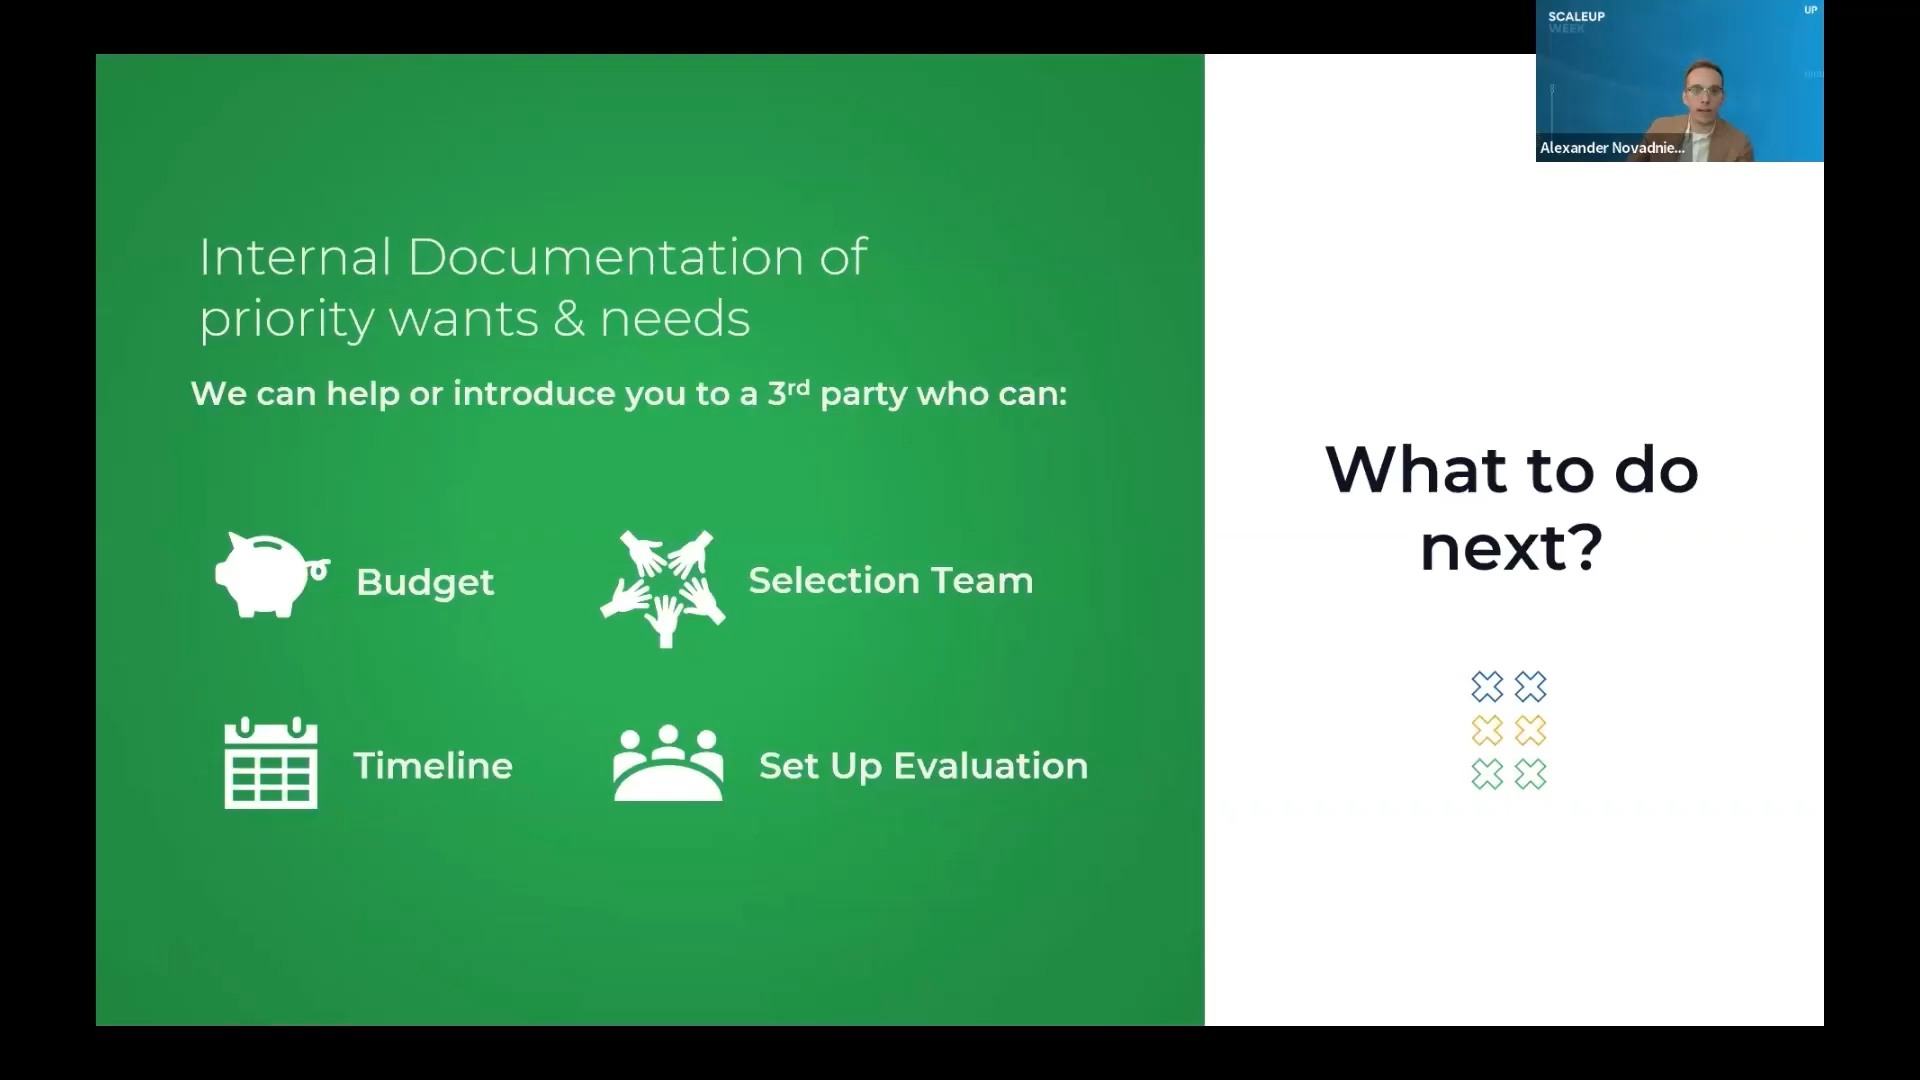 SCALEUP
WEEK
UP
Alexander Novadnie...
Internal Documentation of
priority wants & needs
We can help or introduce you to a 3rd party who can:
Budget
Selection Team
Timeline
Set Up Evaluation
What to do
next?